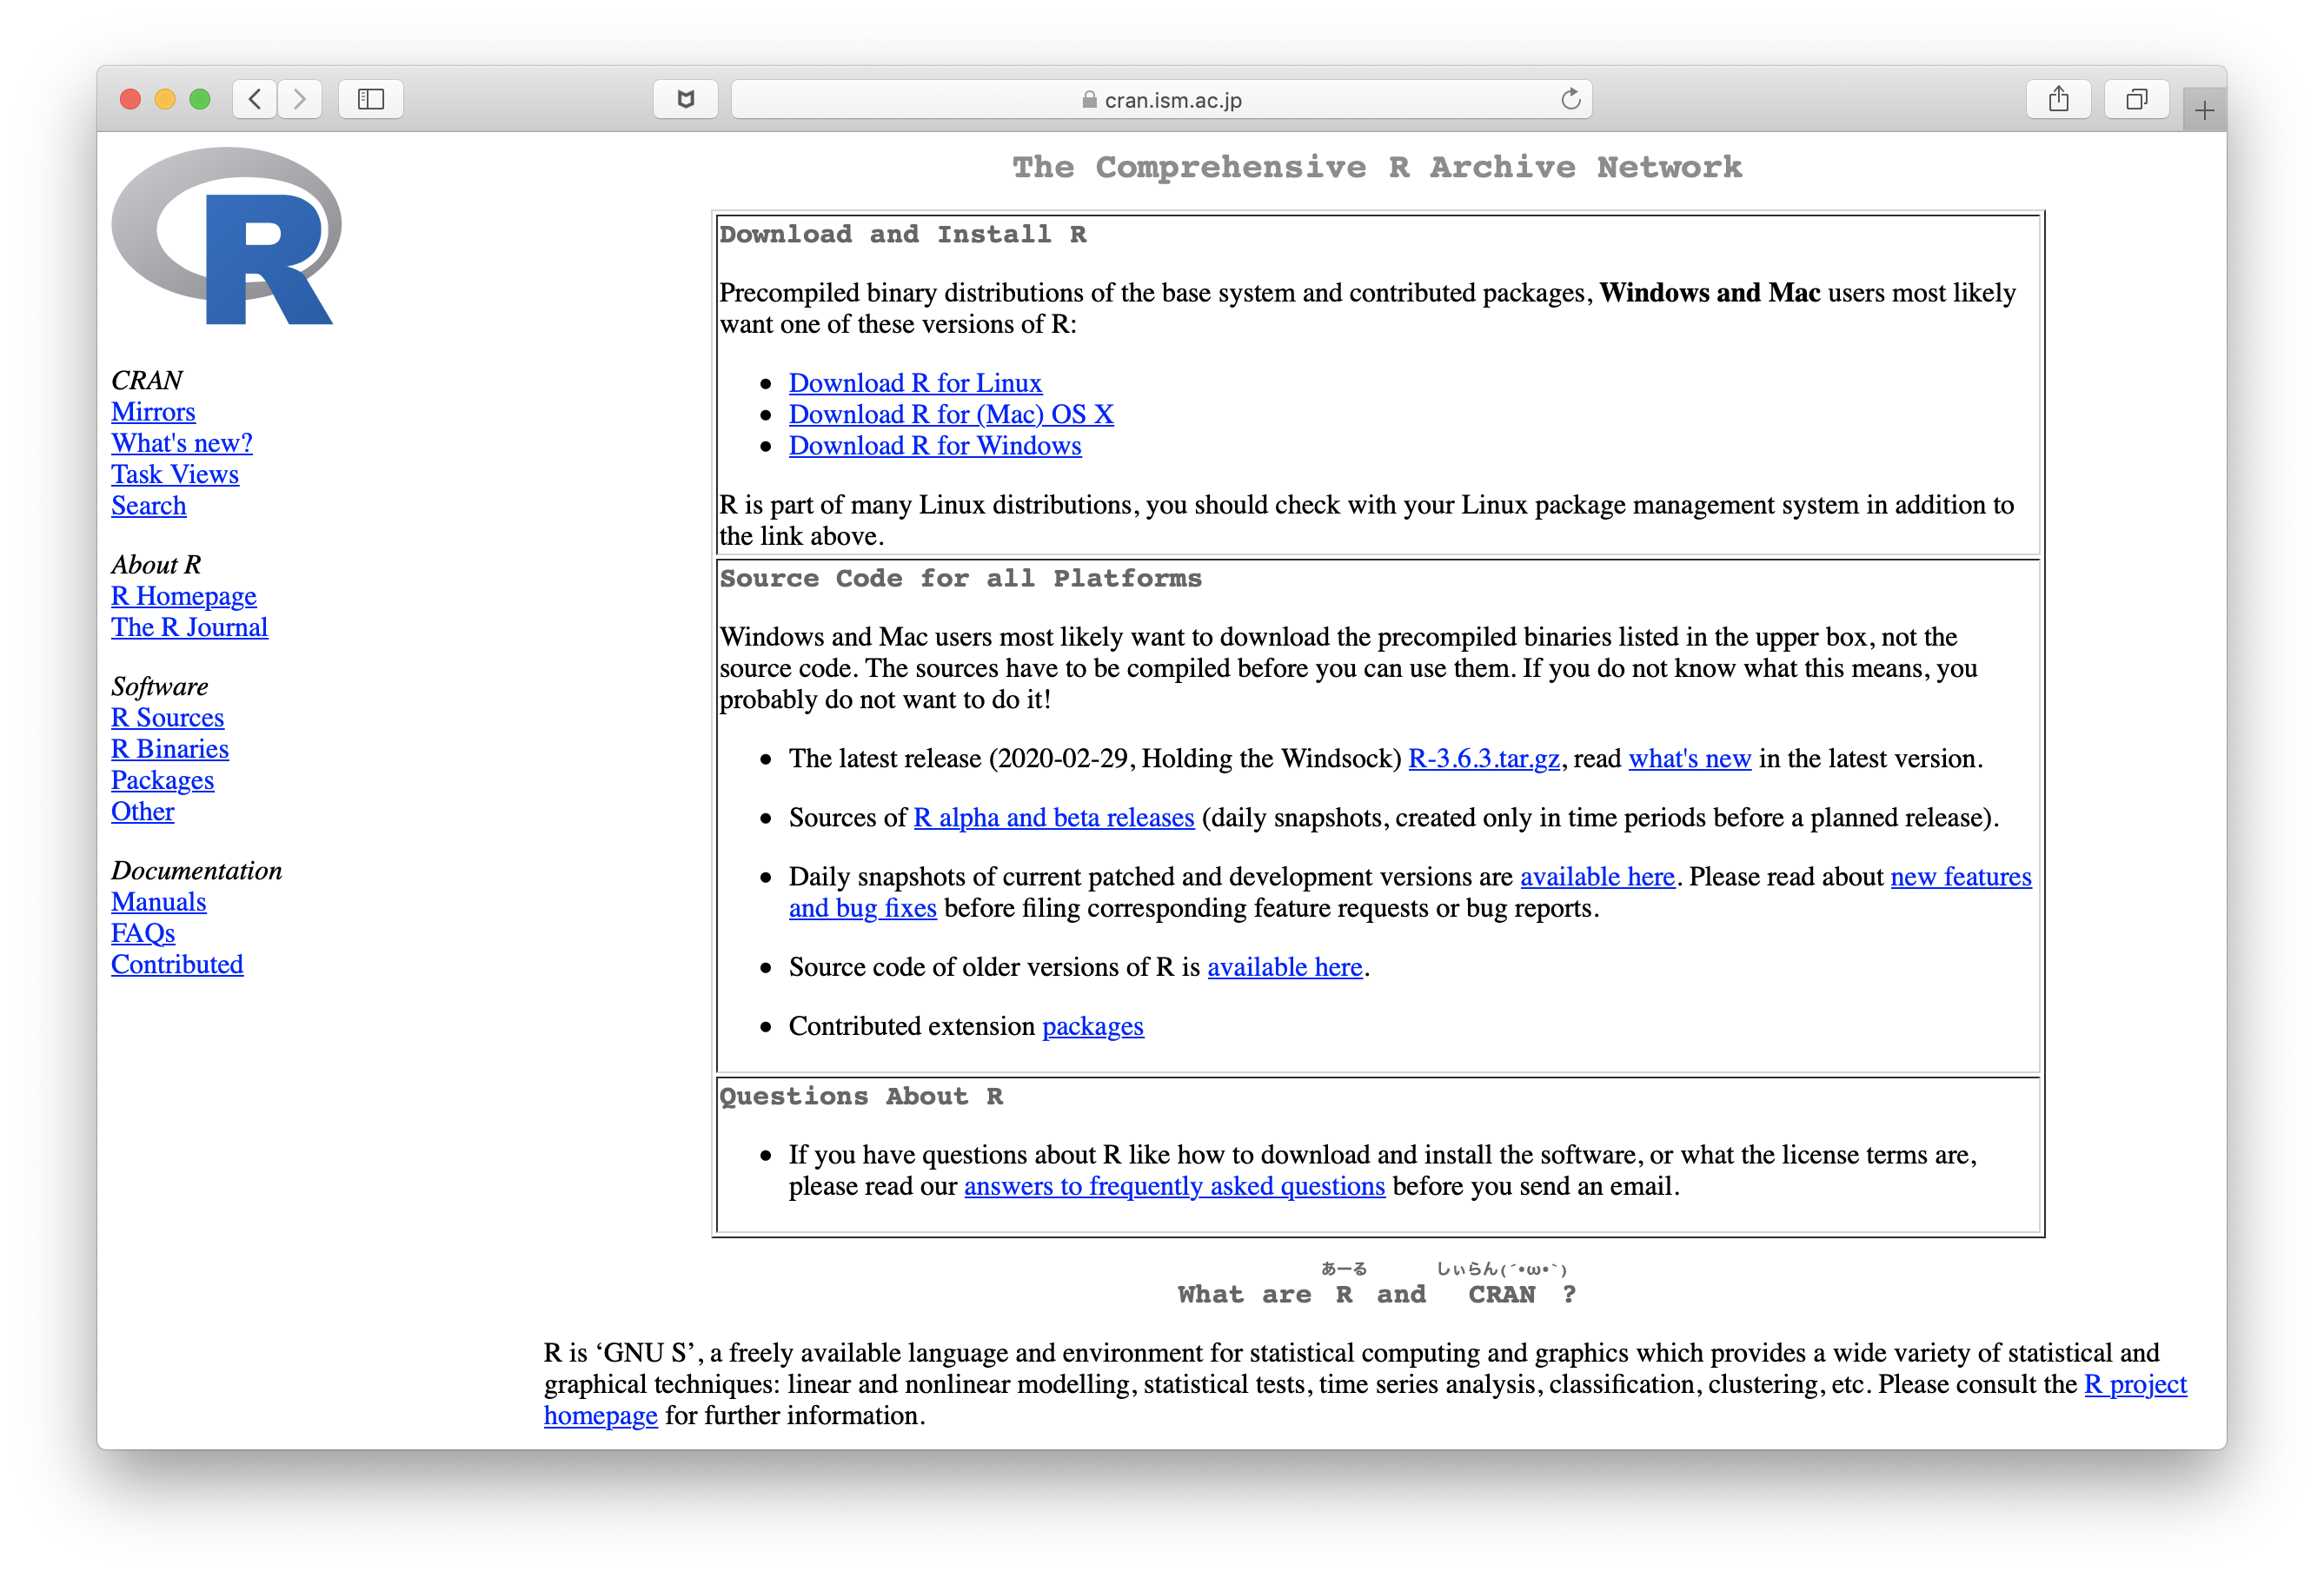 cran.ism.ac.jp
R
The Comprehensive R Archive Network
CRAN
Mirrors
What's new?
Task Views
Search
About R
R Homepage
The R Journal
Software
R Sources
R Binaries
Packages
Other
Documentation
Manuals
FAQs
Contributed
Download and Install R
Precompiled binary distributions of the base system and contributed packages, Windows and Mac users most likely
want one of these versions of R:
• Download R for Linux
• Download R for (Mac) OS X
• Download R for Windows
R is part of many Linux distributions, you should check with your Linux package management system in addition to
the link above.
Source Code for all Platforms
Windows and Mac users most likely want to download the precompiled binaries listed in the upper box, not the
source code. The sources have to be compiled before you can use them. If you do not know what this means, you
probably do not want to do it!
• The latest release (2020-02-29, Holding the Windsock) R-3.6.3.tar.gz, read what's new in the latest version.
• Sources of R alpha and beta releases (daily snapshots, created only in time periods before a planned release).
• Daily snapshots of current patched and development versions are available here. Please read about new features
and bug fixes before filing corresponding feature requests or bug reports.
• Source code of older versions of R is available here.
• Contributed extension packages
Questions About R
• If you have questions about R like how to download and install the software, or what the license terms are,
please read our answers to frequently asked questions before you send an email.
あーる しぃらん(´•ω•`)
What are R and CRAN ?
R is ‘GNU S’, a freely available language and environment for statistical computing and graphics which provides a wide variety of statistical and
graphical techniques: linear and nonlinear modelling, statistical tests, time series analysis, classification, clustering, etc. Please consult the R project
homepage for further information.